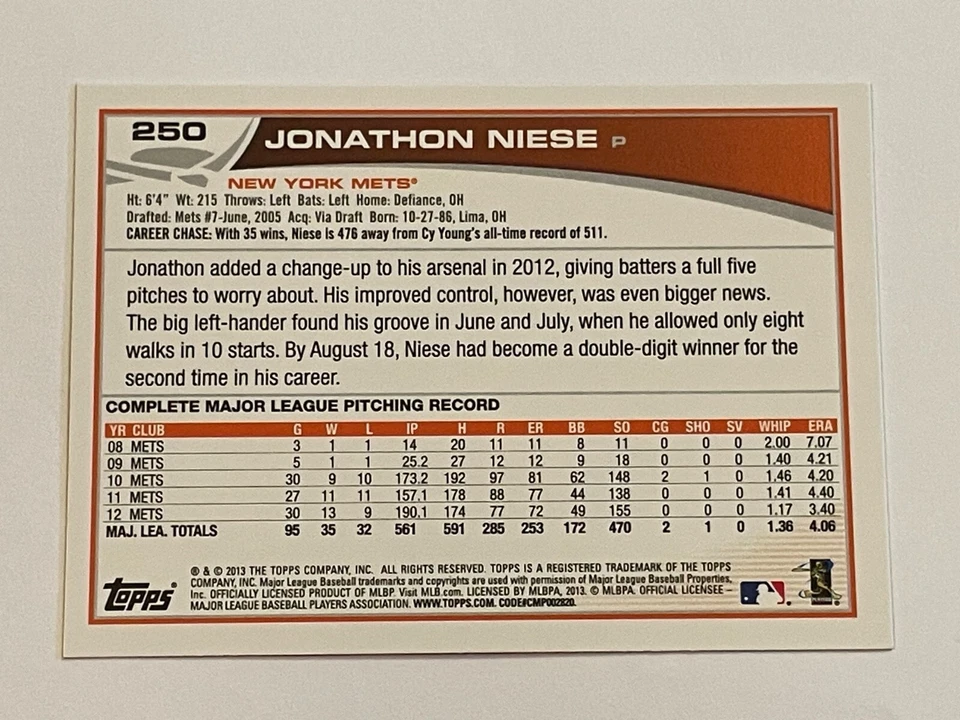 250 JONATHON NIESE P
NEW YORK METS®
Ht: 6'4" Wt: 215 Throws: Left Bats: Left Home: Defiance, OH
Drafted: Mets #7-June, 2005 Acq: Via Draft Born: 10-27-86, Lima, OH
CAREER CHASE: With 35 wins, Niese is 476 away from Cy Young's all-time record of 511.
Jonathon added a change-up to his arsenal in 2012, giving batters a full five
pitches to worry about. His improved control, however, was even bigger news.
The big left-hander found his groove in June and July, when he allowed only eight
walks in 10 starts. By August 18, Niese had become a double-digit winner for the
second time in his career.
COMPLETE MAJOR LEAGUE PITCHING RECORD
YR CLUB G W L IP H R ER BB SO CG SHO SV WHIP ERA
08 METS 3 1 1 14 20 11 11 8 11 0 0 0 2.00 7.07
09 METS 5 1 1 25.2 27 12 12 9 18 0 0 0 1.40 4.21
10 METS 30 9 10 173.2 192 97 81 62 148 2 1 0 1.46 4.20
11 METS 27 11 11 157.1 178 88 77 44 138 0 0 0 1.41 4.40
12 METS 30 13 9 190.1 174 77 72 49 155 0 0 0 1.17 3.40
MAJ. LEA. TOTALS 95 35 32 561 591 285 253 172 470 2 1 0 1.36 4.06
Topps®
® & © 2013 THE TOPPS COMPANY, INC. ALL RIGHTS RESERVED. TOPPS IS A REGISTERED TRADEMARK OF THE TOPPS
COMPANY, INC. Major League Baseball trademarks and copyrights are used with permission of Major League Baseball Properties,
Inc. OFFICIALLY LICENSED PRODUCT OF MLBP. Visit MLB.com. LICENSED BY MLBPA, 2013. © MLBPA. OFFICIAL LICENSEE –
MAJOR LEAGUE BASEBALL PLAYERS ASSOCIATION. WWW.TOPPS.COM. CODE#CMP002820.